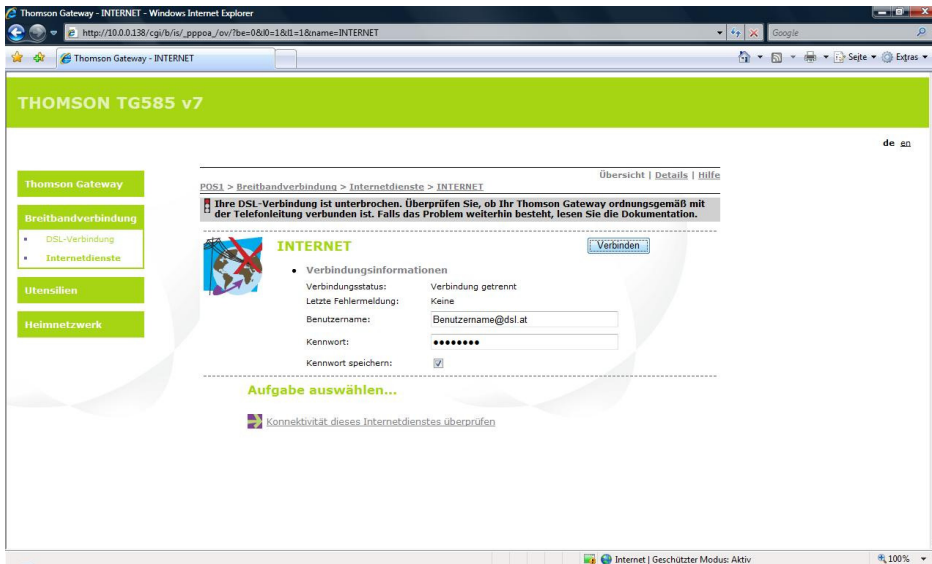 Thomson Gateway - INTERNET - Windows Internet Explorer
http://10.0.0.138/cgi/b/is/_pppoa_/ov/?be=0&l0=1&l1=1&name=INTERNET
Google
Thomson Gateway - INTERNET
Seite
Extras
THOMSON TG585 v7
de en
Übersicht | Details | Hilfe
Thomson Gateway
POS1 > Breitbandverbindung > Internetdienste > INTERNET
Ihre DSL-Verbindung ist unterbrochen. Überprüfen Sie, ob Ihr Thomson Gateway ordnungsgemäß mit
der Telefonleitung verbunden ist. Falls das Problem weiterhin besteht, lesen Sie die Dokumentation.
Breitbandverbindung
DSL-Verbindung
Internetdienste
Utensilien
Heimnetzwerk
INTERNET
Verbinden
Verbindungsinformationen
Verbindungsstatus: Verbindung getrennt
Letzte Fehlermeldung: Keine
Benutzername: Benutzername@dsl.at
Kennwort: ●●●●●●●●
Kennwort speichern:
Aufgabe auswählen...
Konnektivität dieses Internetdienstes überprüfen
Internet | Geschützter Modus: Aktiv
100%